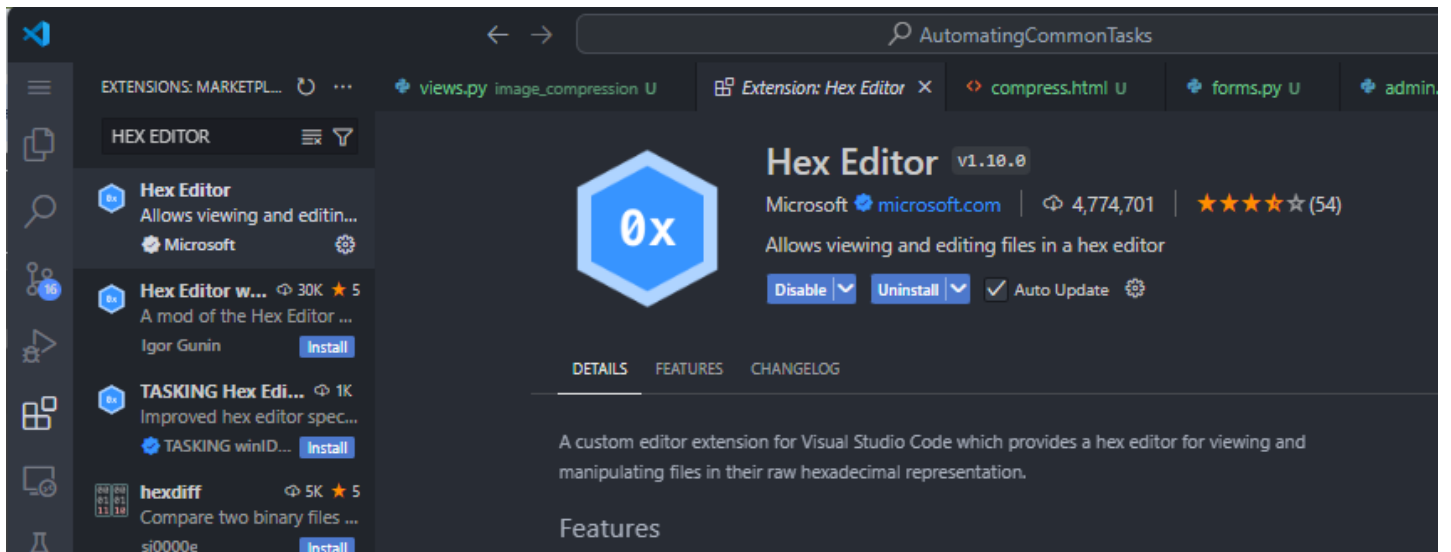 AutomatingCommonTasks
EXTENSIONS: MARKETPL...
views.py image_compression U
Extension: Hex Editor
compress.html U
forms.py U
admin.
HEX EDITOR
Hex Editor
Allows viewing and editin...
Microsoft
16
Hex Editor w... 30K ★ 5
A mod of the Hex Editor ...
Igor Gunin Install
TASKING Hex Edi... 1K
Improved hex editor spec...
TASKING winID... Install
hexdiff 5K ★ 5
Compare two binary files ...
si0000e Install
0x
Hex Editor v1.10.0
Microsoft microsoft.com | 4,774,701 | ★★★★☆ (54)
Allows viewing and editing files in a hex editor
Disable Uninstall Auto Update
DETAILS FEATURES CHANGELOG
A custom editor extension for Visual Studio Code which provides a hex editor for viewing and
manipulating files in their raw hexadecimal representation.
Features